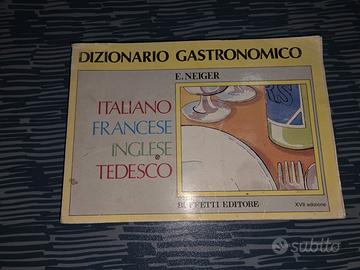 DIZIONARIO GASTRONOMICO
E. NEIGER
ITALIANO
FRANCESE
INGLESE
TEDESCO
BUFFETTI EDITORE
XVII edizione
subito